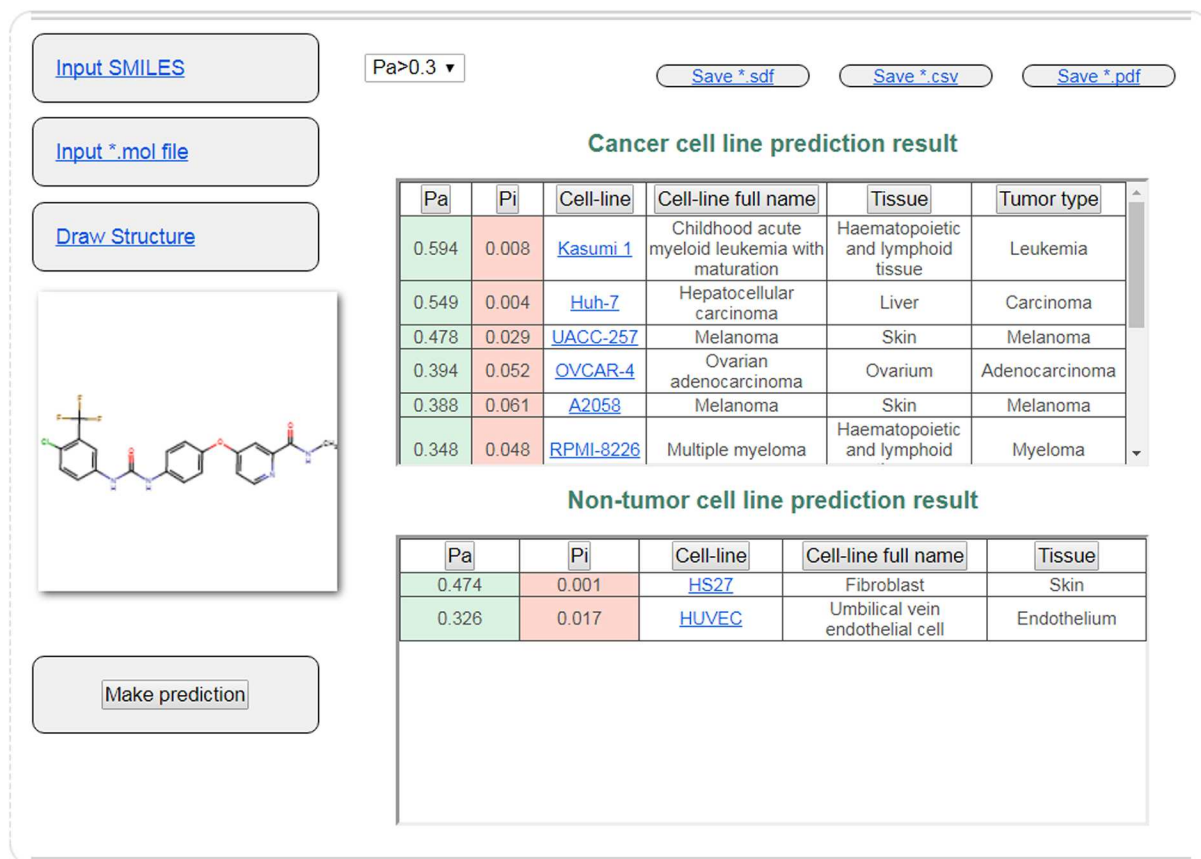 Input SMILES
Input *.mol file
Draw Structure
Make prediction
Pa>0.3
Save *.sdf Save *.csv Save *.pdf
Cancer cell line prediction result
Pa Pi Cell-line Cell-line full name Tissue Tumor type
0.594 0.008 Kasumi 1 Childhood acute myeloid leukemia with maturation Haematopoietic and lymphoid tissue Leukemia
0.549 0.004 Huh-7 Hepatocellular carcinoma Liver Carcinoma
0.478 0.029 UACC-257 Melanoma Skin Melanoma
0.394 0.052 OVCAR-4 Ovarian adenocarcinoma Ovarium Adenocarcinoma
0.388 0.061 A2058 Melanoma Skin Melanoma
0.348 0.048 RPMI-8226 Multiple myeloma Haematopoietic and lymphoid Myeloma
Non-tumor cell line prediction result
Pa Pi Cell-line Cell-line full name Tissue
0.474 0.001 HS27 Fibroblast Skin
0.326 0.017 HUVEC Umbilical vein endothelial cell Endothelium